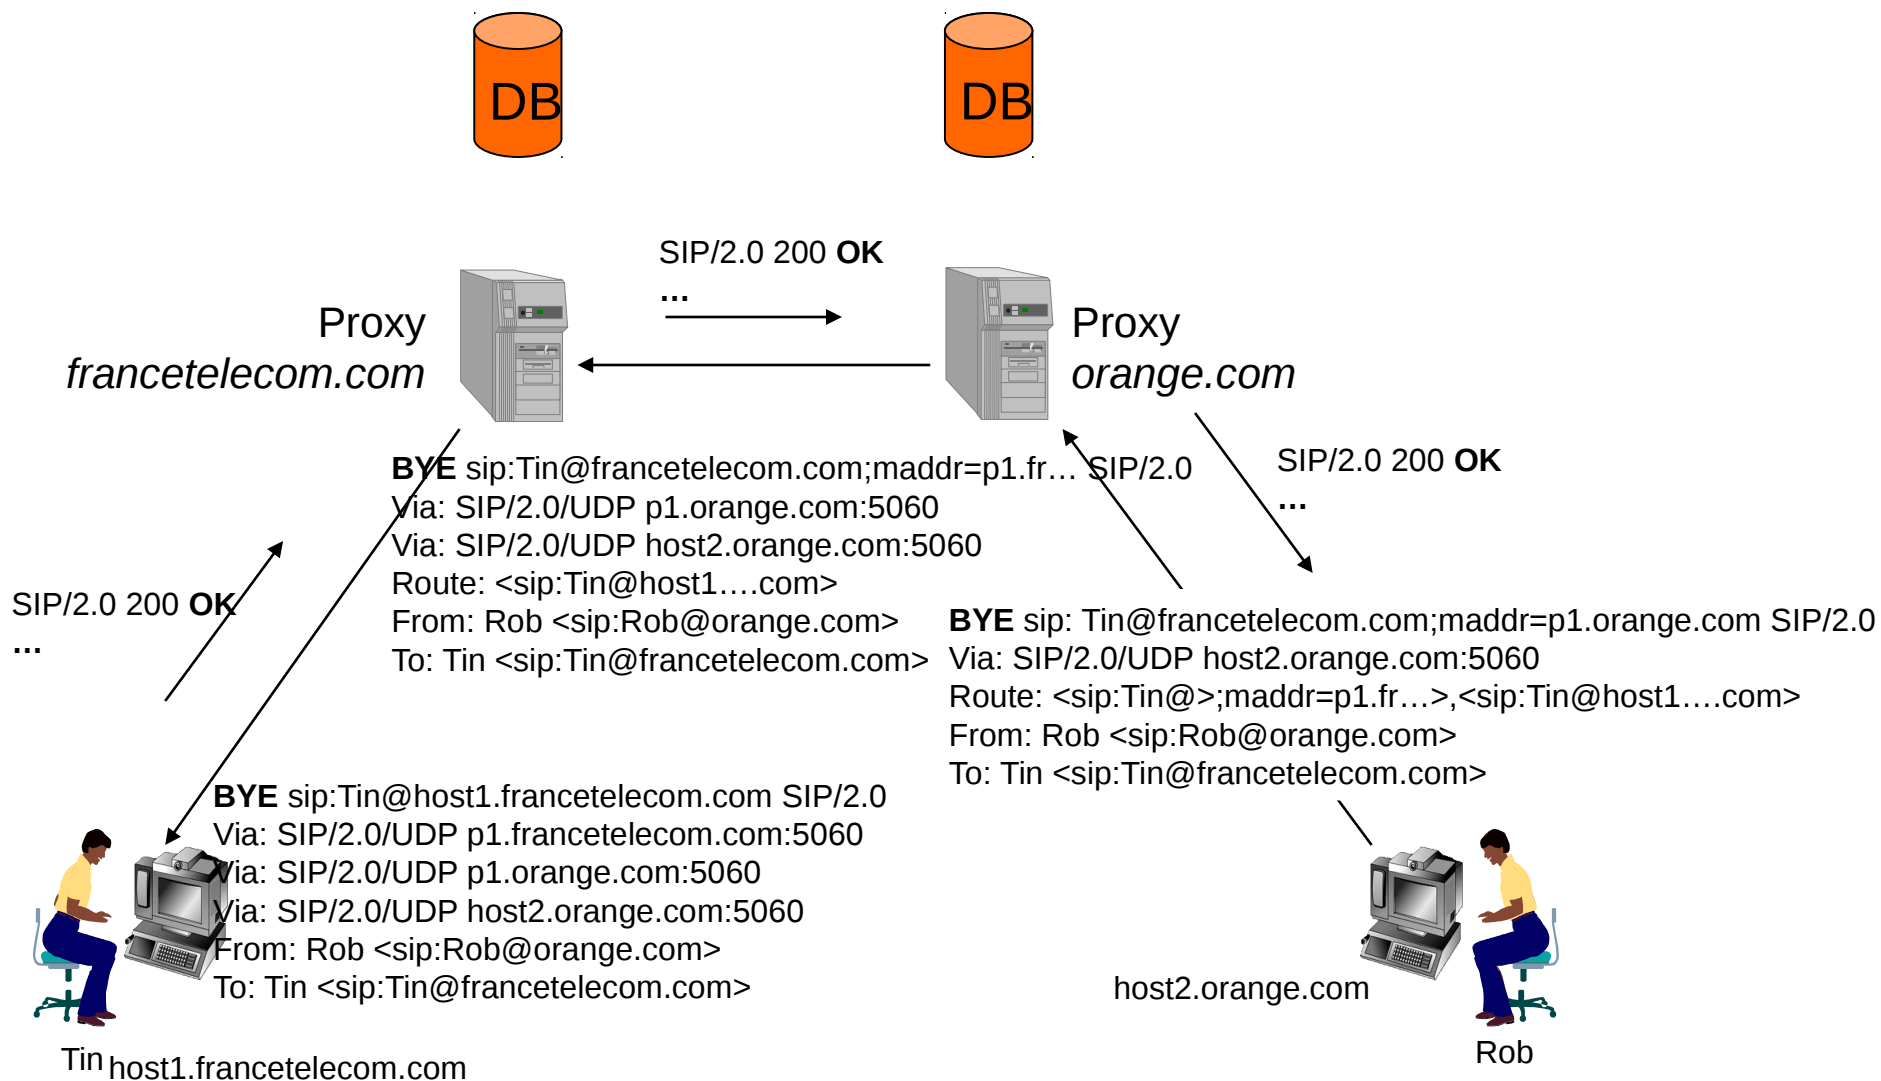 DB
DB
SIP/2.0 200 OK
...
Proxy
francetelecom.com
Proxy
orange.com
BYE sip:Tin@francetelecom.com;maddr=p1.fr… SIP/2.0
Via: SIP/2.0/UDP p1.orange.com:5060
Via: SIP/2.0/UDP host2.orange.com:5060
Route: <sip:Tin@host1….com>
From: Rob <sip:Rob@orange.com>
To: Tin <sip:Tin@francetelecom.com>
SIP/2.0 200 OK
...
SIP/2.0 200 OK
...
BYE sip: Tin@francetelecom.com;maddr=p1.orange.com SIP/2.0
Via: SIP/2.0/UDP host2.orange.com:5060
Route: <sip:Tin@>;maddr=p1.fr…>,<sip:Tin@host1….com>
From: Rob <sip:Rob@orange.com>
To: Tin <sip:Tin@francetelecom.com>
BYE sip:Tin@host1.francetelecom.com SIP/2.0
Via: SIP/2.0/UDP p1.francetelecom.com:5060
Via: SIP/2.0/UDP p1.orange.com:5060
Via: SIP/2.0/UDP host2.orange.com:5060
From: Rob <sip:Rob@orange.com>
To: Tin <sip:Tin@francetelecom.com>
host2.orange.com
Tin
host1.francetelecom.com
Rob